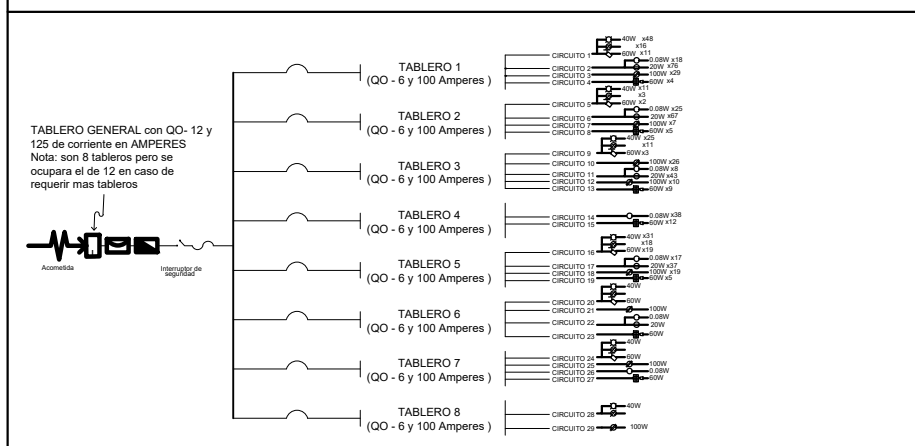 TABLERO GENERAL con QO- 12 y
125 de corriente en AMPERES
Nota: son 8 tableros pero se
ocupara el de 12 en caso de
requerir mas tableros
Acometida
Interruptor de
seguridad
TABLERO 1
(QO - 6 y 100 Amperes )
CIRCUITO 1
40W x48
x16
60W x11
CIRCUITO 2
0.08W x18
20W x76
CIRCUITO 3
100W x29
CIRCUITO 4
60W x4
TABLERO 2
(QO - 6 y 100 Amperes )
CIRCUITO 5
40W x11
x3
60W x2
CIRCUITO 6
0.08W x25
20W x67
CIRCUITO 7
100W x7
CIRCUITO 8
60W x5
TABLERO 3
(QO - 6 y 100 Amperes )
CIRCUITO 9
40W x25
x11
60W x3
CIRCUITO 10
100W x26
CIRCUITO 11
0.08W x8
20W x43
CIRCUITO 12
100W x10
CIRCUITO 13
60W x9
TABLERO 4
(QO - 6 y 100 Amperes )
CIRCUITO 14
0.08W x38
CIRCUITO 15
60W x12
TABLERO 5
(QO - 6 y 100 Amperes )
CIRCUITO 16
40W x31
x18
60W x19
CIRCUITO 17
0.08W x17
20W x37
CIRCUITO 18
100W x19
CIRCUITO 19
60W x5
TABLERO 6
(QO - 6 y 100 Amperes )
CIRCUITO 20
40W
60W
CIRCUITO 21
100W
CIRCUITO 22
0.08W
20W
CIRCUITO 23
60W
TABLERO 7
(QO - 6 y 100 Amperes )
CIRCUITO 24
40W
60W
CIRCUITO 25
100W
CIRCUITO 26
0.08W
CIRCUITO 27
60W
TABLERO 8
(QO - 6 y 100 Amperes )
CIRCUITO 28
40W
CIRCUITO 29
100W